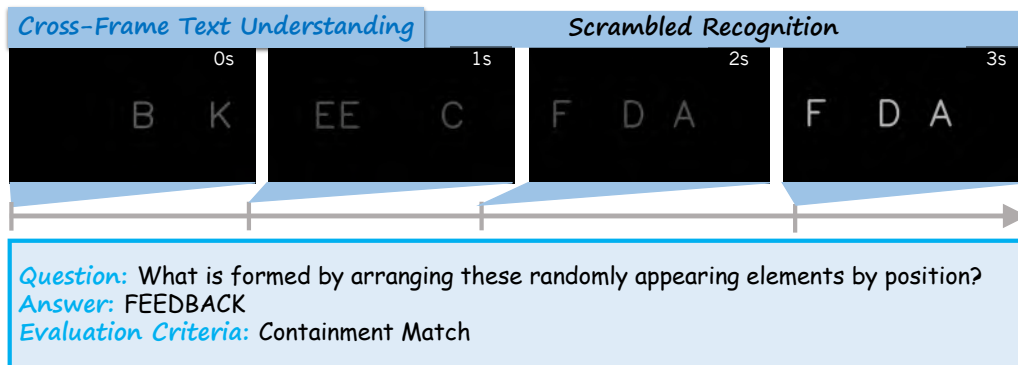 Cross-Frame Text Understanding
Scrambled Recognition
0s
1s
2s
3s
B K
EE C
F D A
F D A
Question: What is formed by arranging these randomly appearing elements by position?
Answer: FEEDBACK
Evaluation Criteria: Containment Match